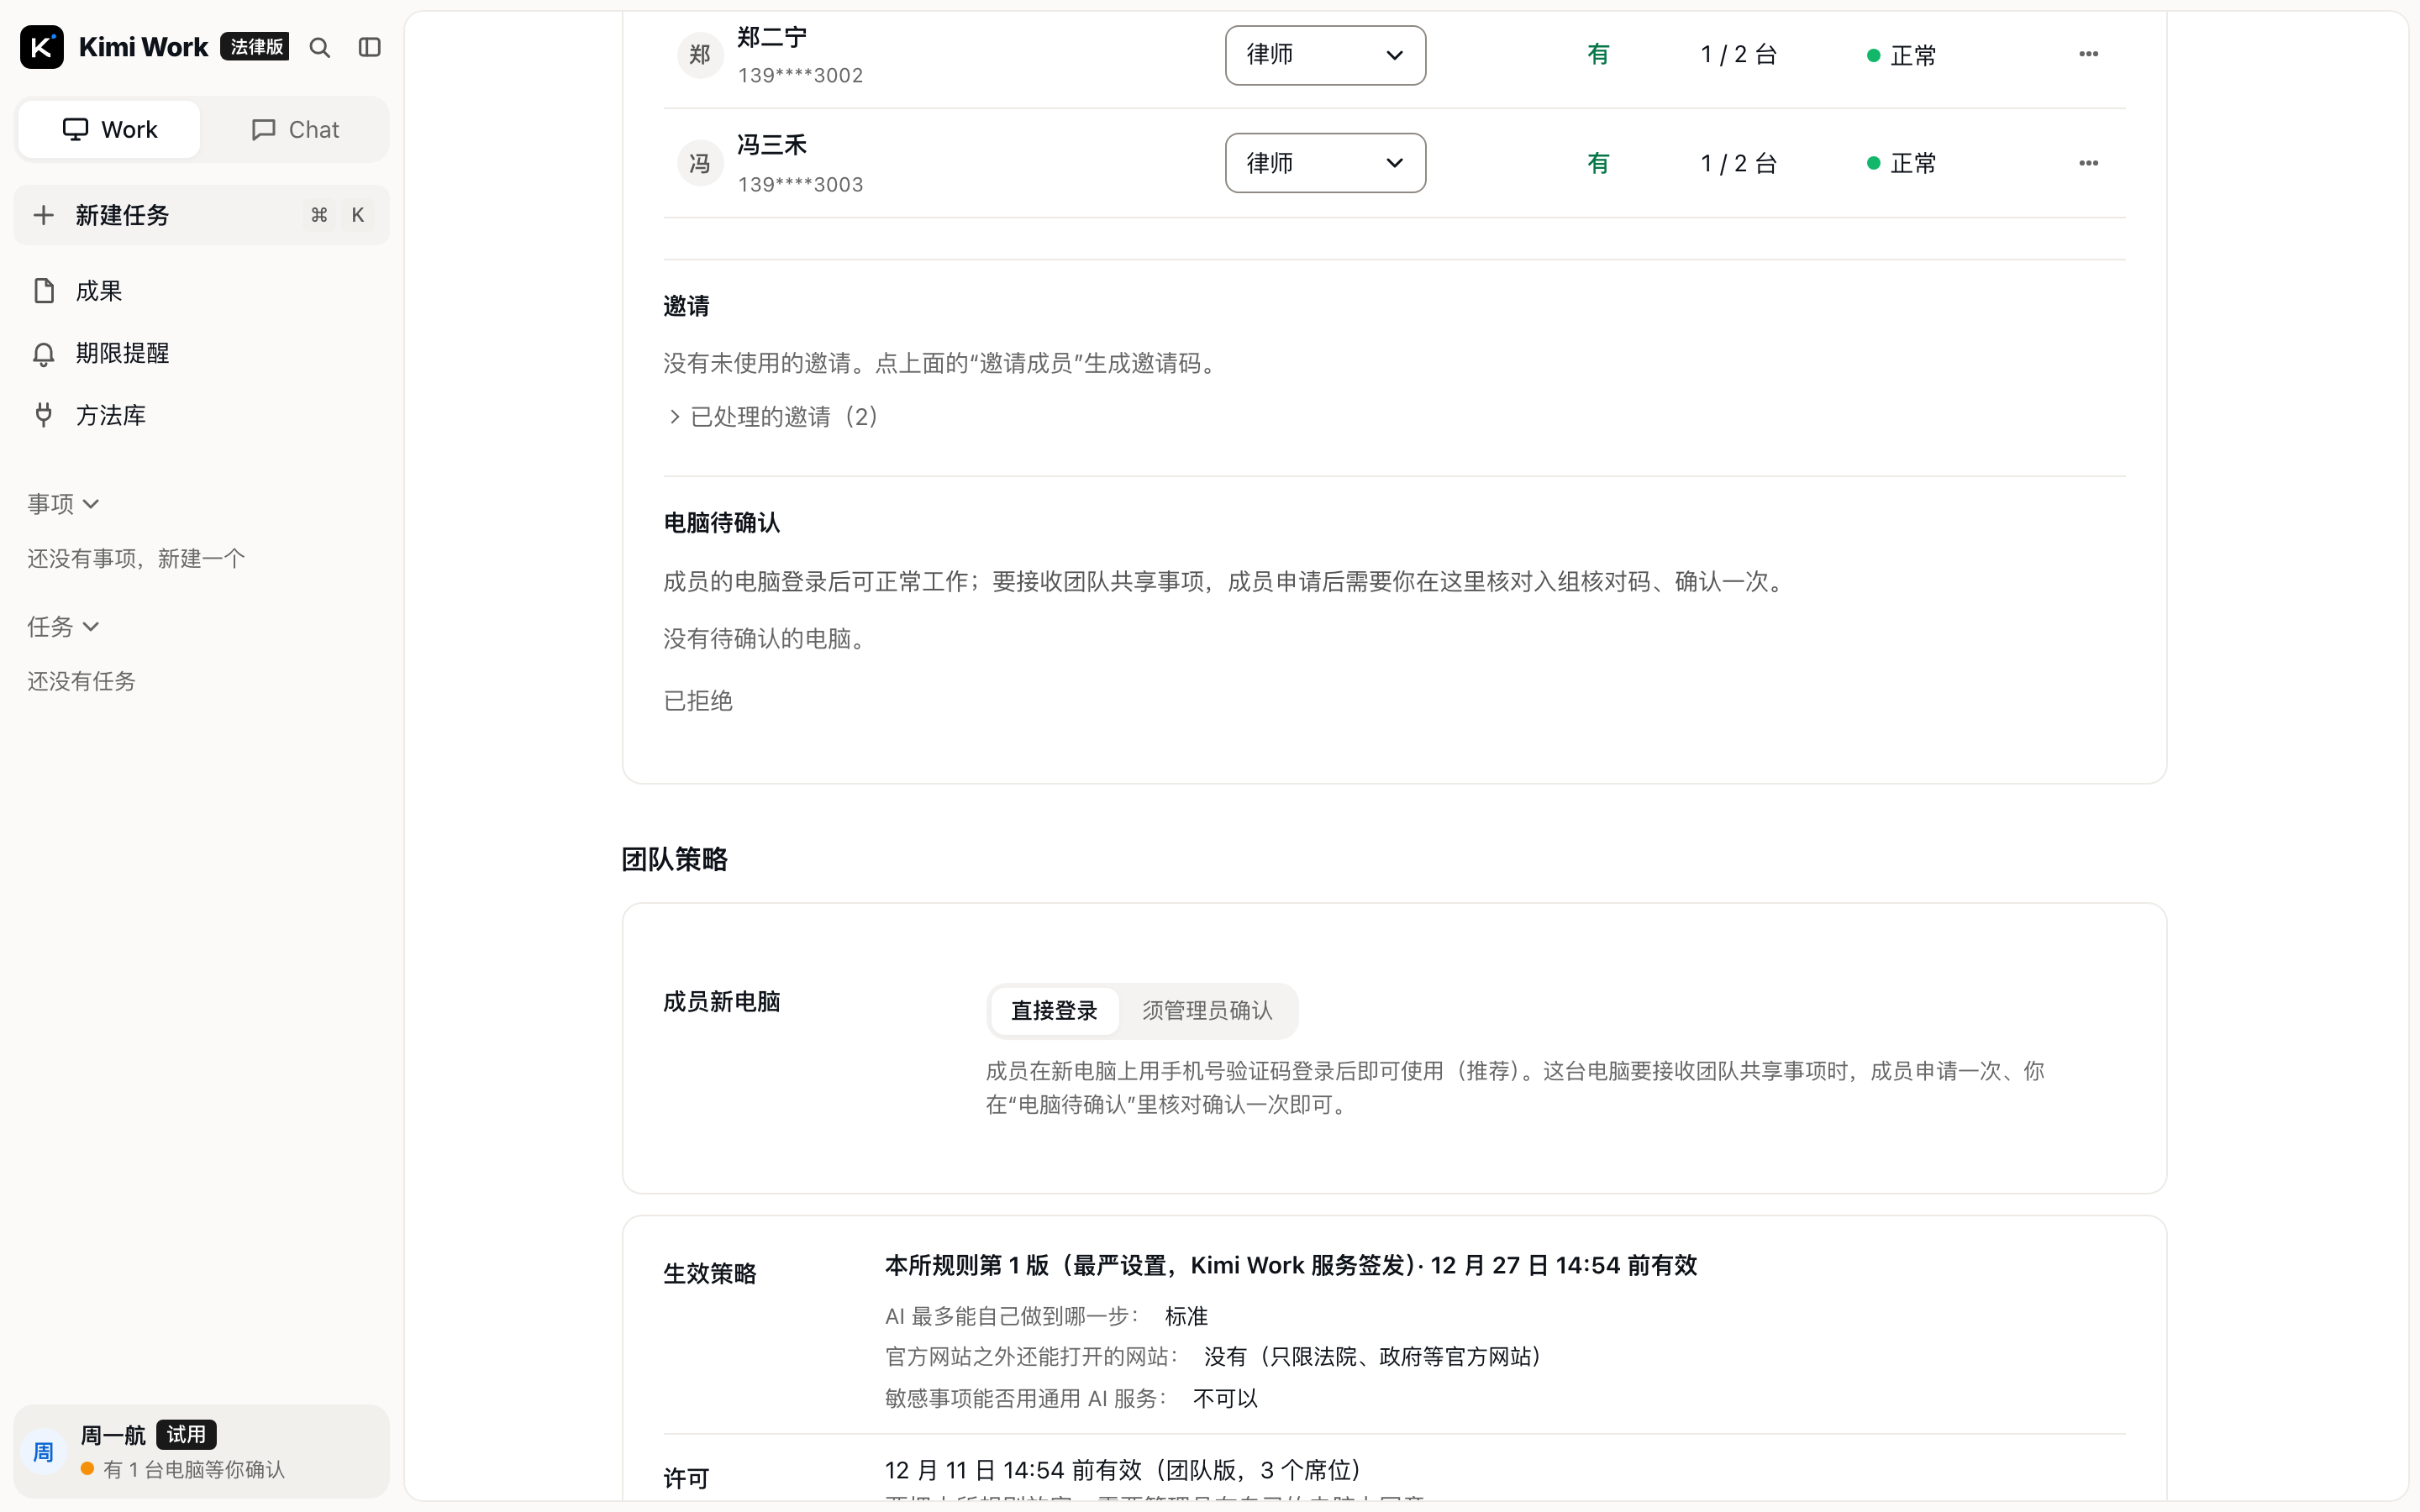 Kimi Work 法律版
Work
Chat
新建任务 ⌘ K
成果
期限提醒
方法库
事项
还没有事项，新建一个
任务
还没有任务
周 周一航 试用
有 1 台电脑等你确认
郑 郑二宁 律师 有 1 / 2 台 正常
139****3002
冯 冯三禾 律师 有 1 / 2 台 正常
139****3003
邀请
没有未使用的邀请。点上面的“邀请成员”生成邀请码。
已处理的邀请（2）
电脑待确认
成员的电脑登录后可正常工作；要接收团队共享事项，成员申请后需要你在这里核对入组核对码、确认一次。
没有待确认的电脑。
已拒绝
团队策略
成员新电脑 直接登录 须管理员确认
成员在新电脑上用手机号验证码登录后即可使用（推荐）。这台电脑要接收团队共享事项时，成员申请一次、你
在“电脑待确认”里核对确认一次即可。
生效策略 本所规则第 1 版（最严设置，Kimi Work 服务签发）· 12 月 27 日 14:54 前有效
AI 最多能自己做到哪一步： 标准
官方网站之外还能打开的网站： 没有（只限法院、政府等官方网站）
敏感事项能否用通用 AI 服务： 不可以
许可 12 月 11 日 14:54 前有效（团队版，3 个席位）